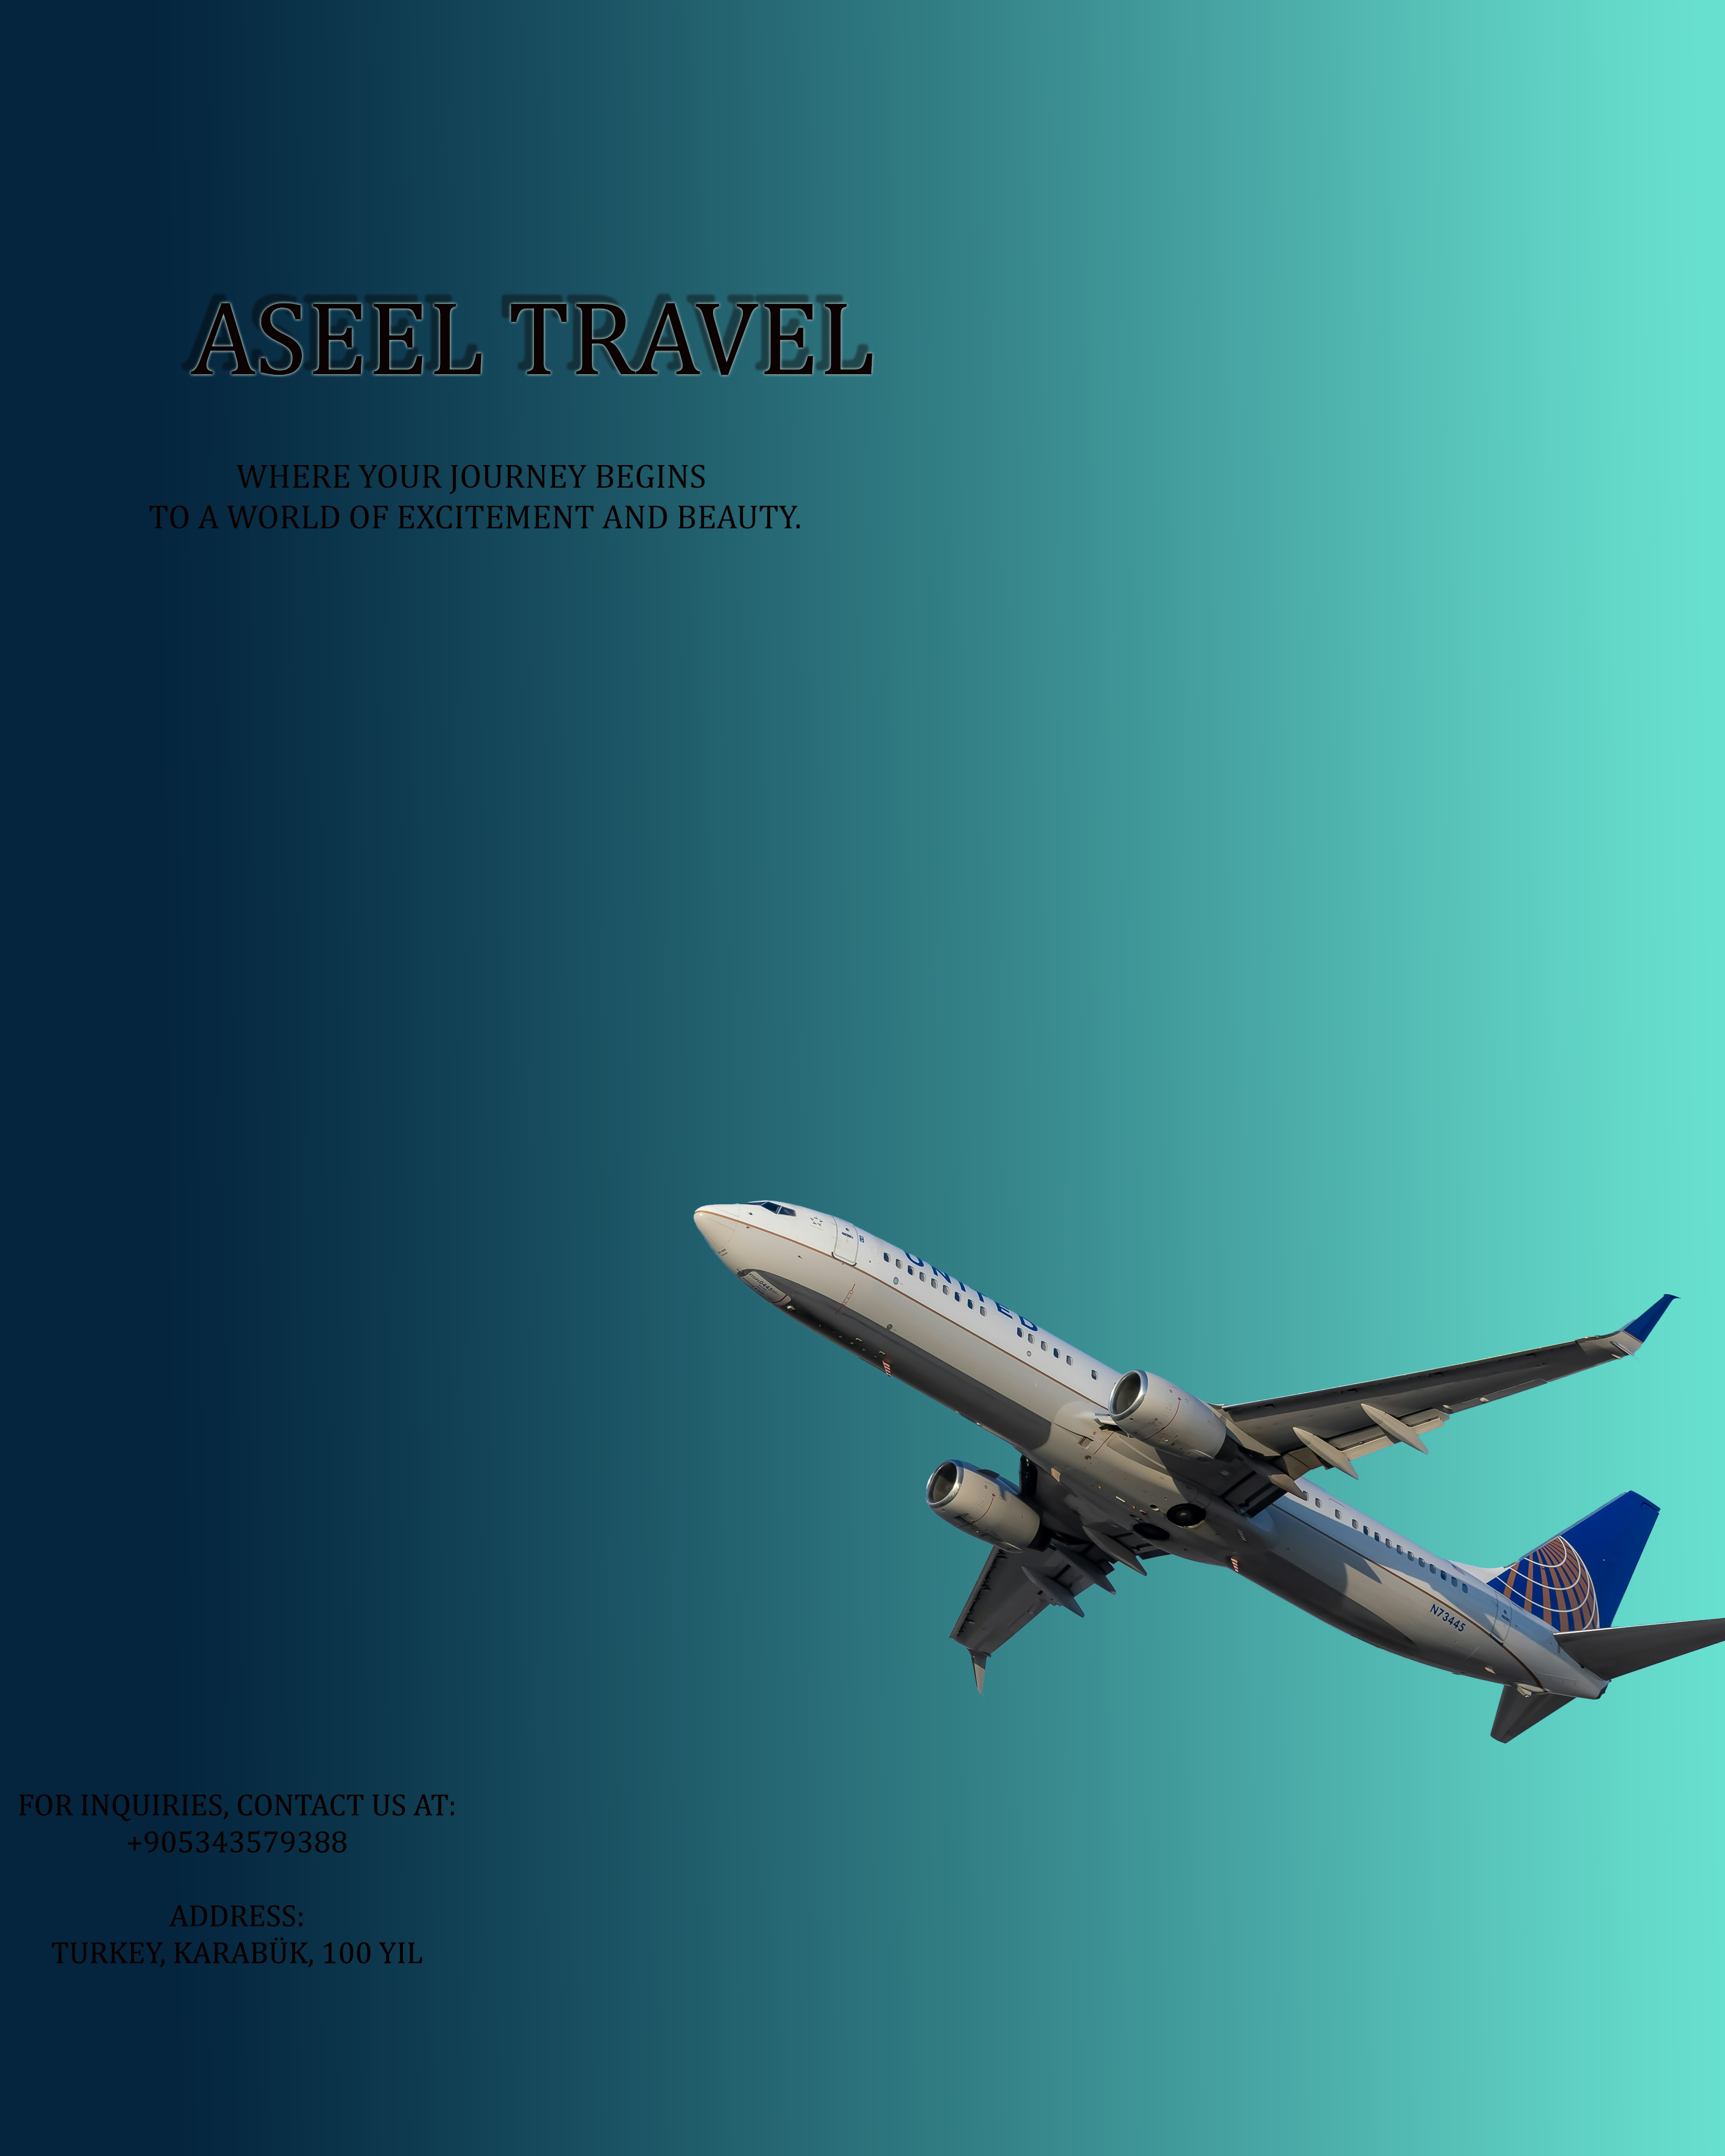 ASEEL TRAVEL
WHERE YOUR JOURNEY BEGINS
TO A WORLD OF EXCITEMENT AND BEAUTY.
UNITED
N73445
FOR INQUIRIES, CONTACT US AT:
+905343579388
ADDRESS:
TURKEY, KARABÜK, 100 YIL